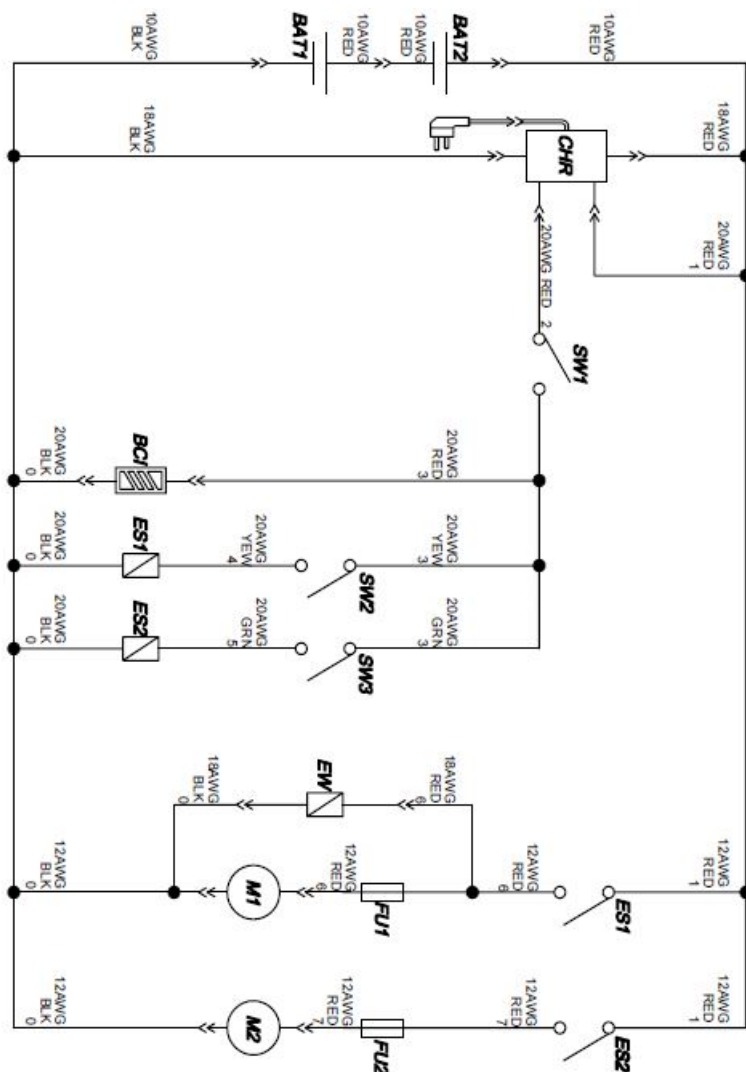 10AWG
BLK
BAT1
10AWG
RED
10AWG
RED
BAT2
10AWG
RED
18AWG
BLK
CHR
18AWG
RED
20AWG
RED
1
20AWG RED
2
SW1
20AWG
BLK
0
BCI
20AWG
RED
3
20AWG
BLK
0
ES1
20AWG
YEW
4
SW2
20AWG
YEW
3
20AWG
BLK
0
ES2
20AWG
GRN
5
SW3
20AWG
GRN
3
18AWG
BLK
0
EW
18AWG
RED
6
12AWG
BLK
0
M1
12AWG
RED
6
FU1
12AWG
RED
6
ES1
12AWG
RED
1
12AWG
BLK
0
M2
12AWG
RED
7
FU2
12AWG
RED
7
ES2
12AWG
RED
1